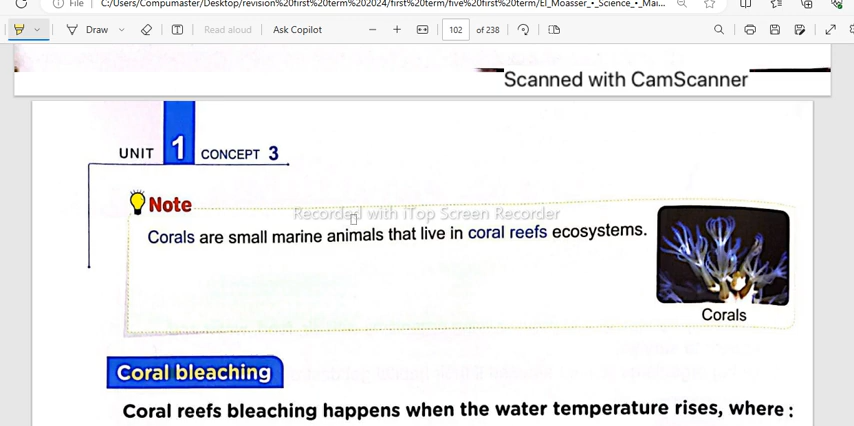 File C:/Users/Compumaster/Desktop/revision%20first%20term%202024/first%20term/five%20first%20term/El_Moasser_•_Science_•_Mai...
Draw Read aloud Ask Copilot 102 of 238
Scanned with CamScanner
UNIT 1 CONCEPT 3
Note
Recorded with iTop Screen Recorder
Corals are small marine animals that live in coral reefs ecosystems.
Corals
Coral bleaching
Coral reefs bleaching happens when the water temperature rises, where :